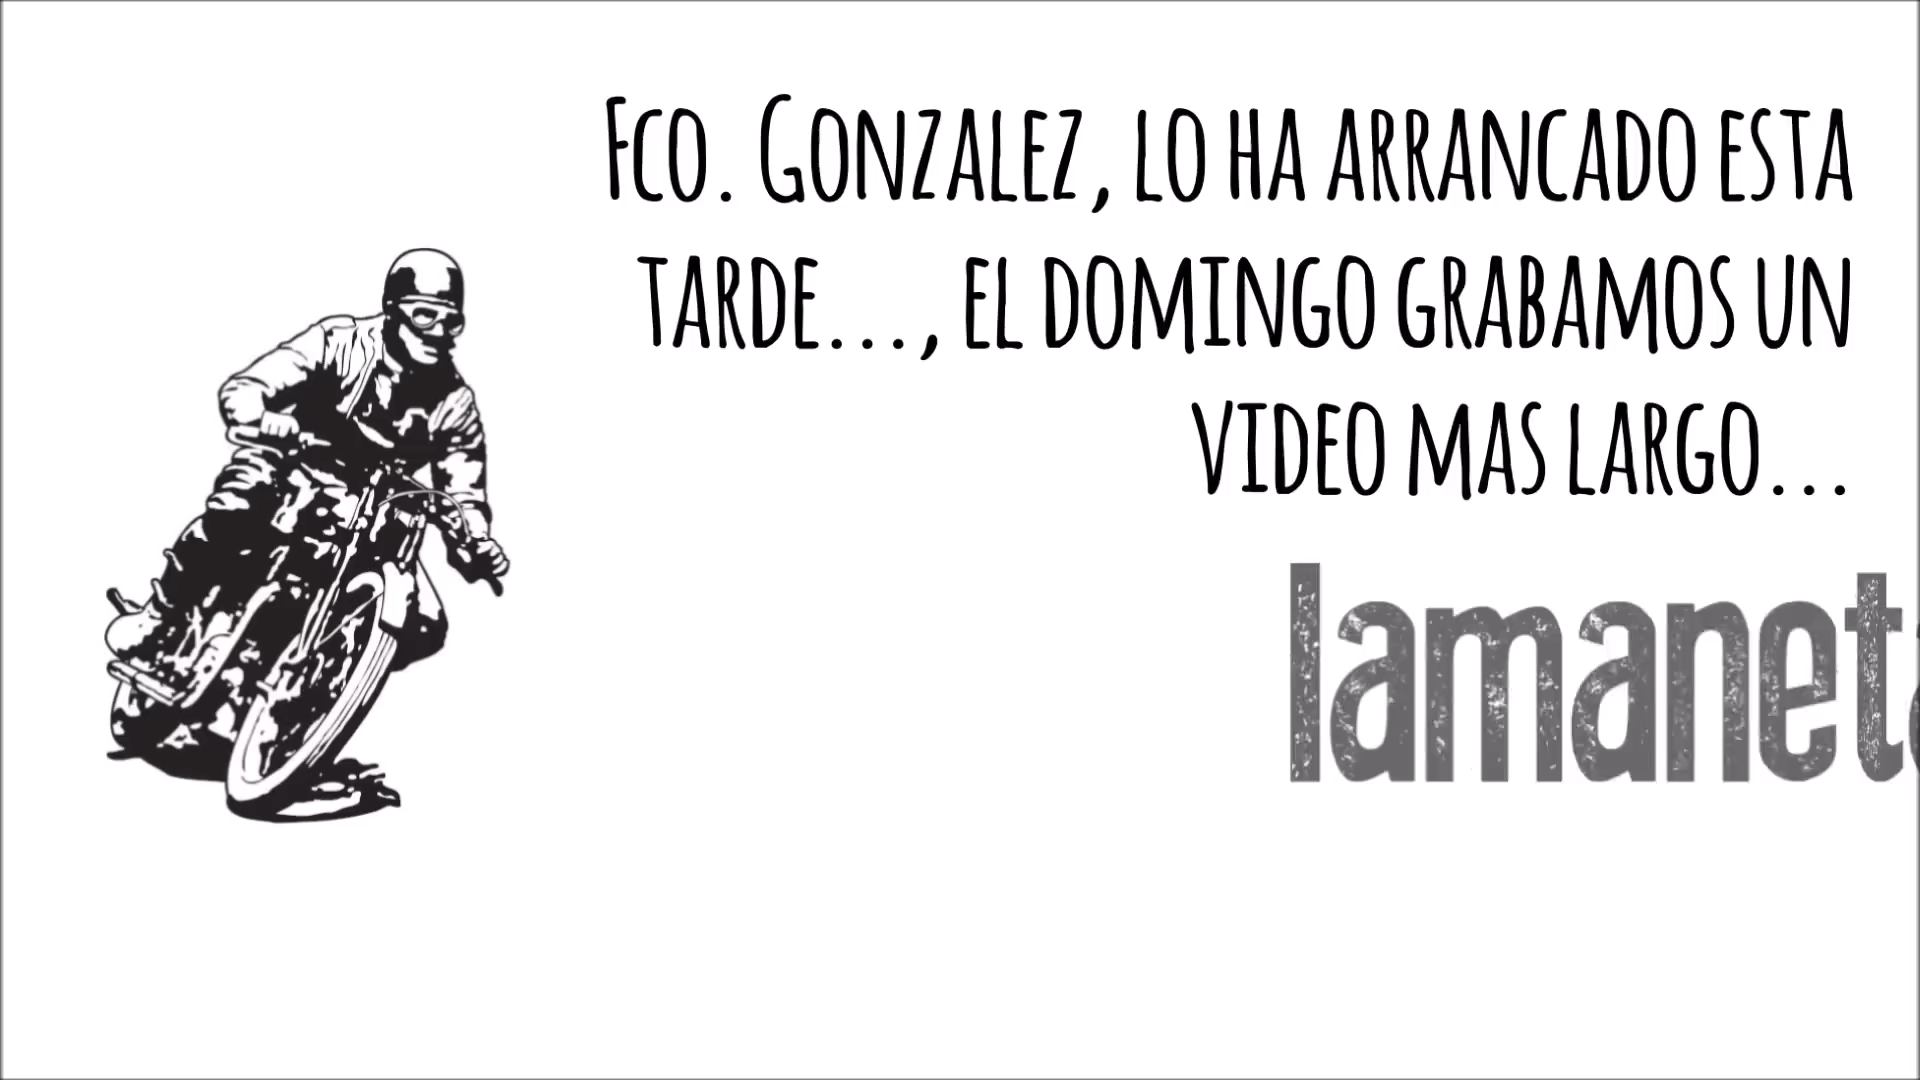 Fco. Gonzalez, lo ha arrancado esta
tarde..., el domingo grabamos un
video mas largo...
lamanet